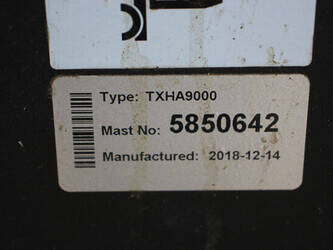 Type: TXHA9000
Mast No: 5850642
Manufactured: 2018-12-14